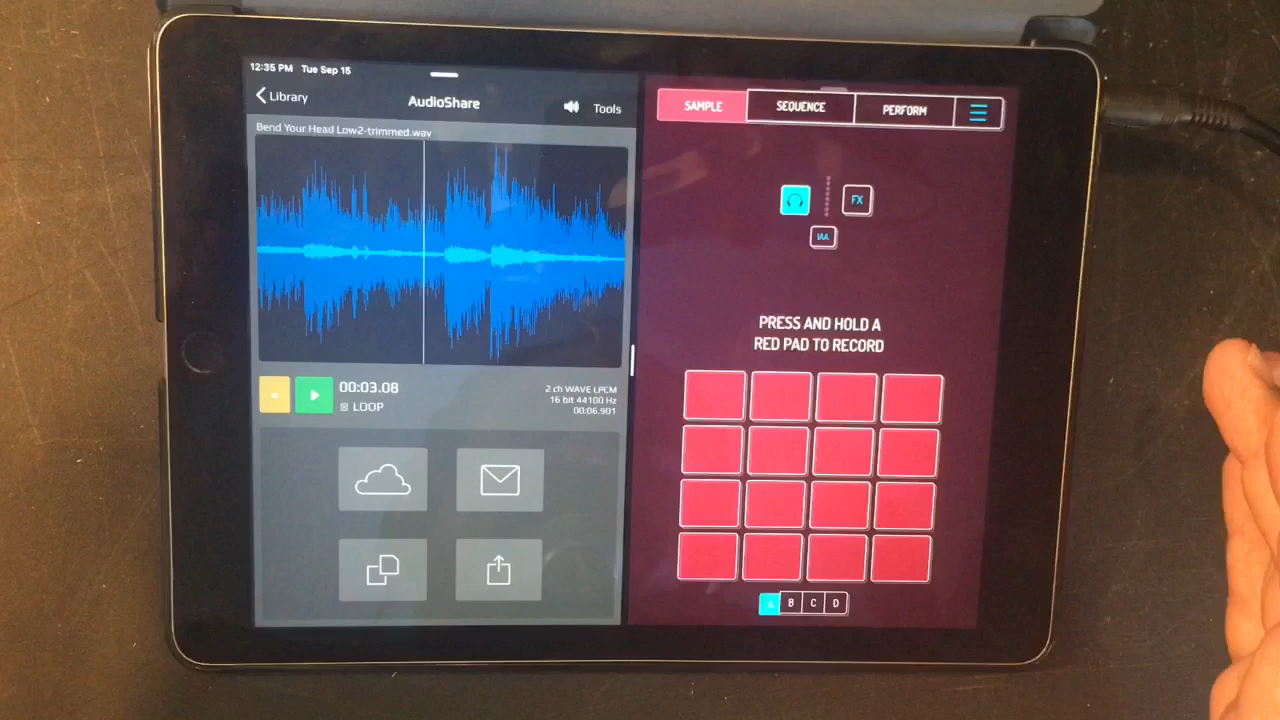 12:35 PM Tue Sep 15
Library
AudioShare
Tools
Bend Your Head Low2-trimmed.wav
00:03.08
LOOP
2 ch WAVE LPCM
16 bit 44100 Hz
00:06.901
SAMPLE
SEQUENCE
PERFORM
FX
IAA
PRESS AND HOLD A
RED PAD TO RECORD
A B C D